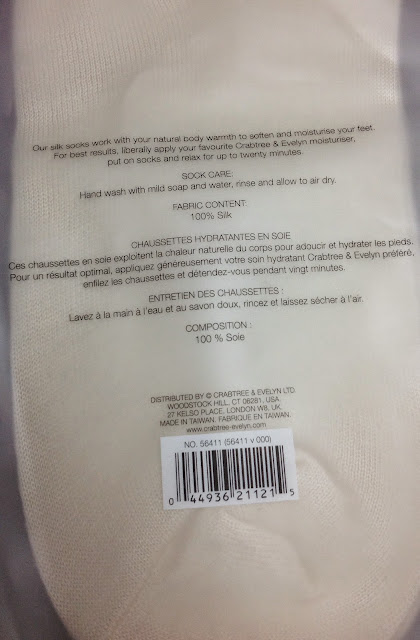 Our silk socks work with your natural body warmth to soften and moisturise your feet.
For best results, liberally apply your favourite Crabtree & Evelyn moisturiser,
put on socks and relax for up to twenty minutes.
SOCK CARE:
Hand wash with mild soap and water, rinse and allow to air dry.
FABRIC CONTENT:
100% Silk
CHAUSSETTES HYDRATANTES EN SOIE
Ces chaussettes en soie exploitent la chaleur naturelle du corps pour adoucir et hydrater les pieds.
Pour un résultat optimal, appliquez généreusement votre soin hydratant Crabtree & Evelyn préféré,
enfilez les chaussettes et détendez-vous pendant vingt minutes.
ENTRETIEN DES CHAUSSETTES :
Lavez à la main à l'eau et au savon doux, rincez et laissez sécher à l'air.
COMPOSITION :
100 % Soie
DISTRIBUTED BY © CRABTREE & EVELYN LTD.
WOODSTOCK HILL, CT 06281, USA.
27 KELSO PLACE, LONDON W8, UK.
MADE IN TAIWAN. FABRIQUE EN TAIWAN.
www.crabtree-evelyn.com
NO. 56411 (56411 v 000)
0 44936 21121 5